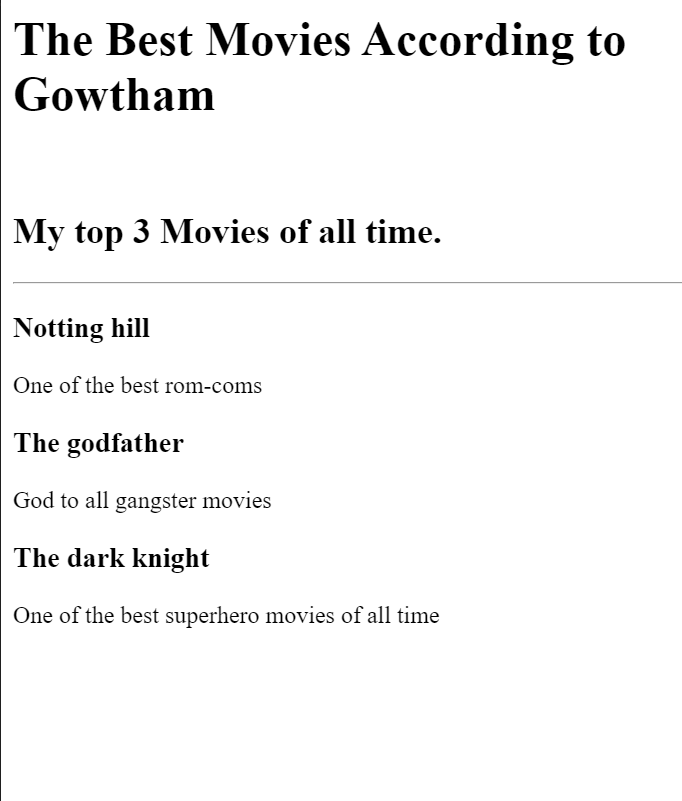 The Best Movies According to
Gowtham
My top 3 Movies of all time.
Notting hill
One of the best rom-coms
The godfather
God to all gangster movies
The dark knight
One of the best superhero movies of all time